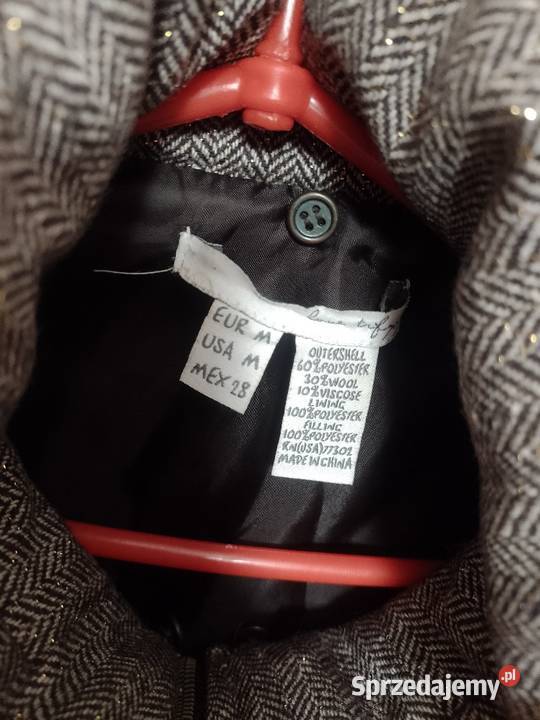 EUR M
USA M
MEX 28
OUTERSHELL
60% POLYESTER
30% WOOL
10% VISCOSE
LINING
100% POLYESTER
FILLING
100% POLYESTER
RN(USA)77302
MADE IN CHINA
Sprzedajemy.pl